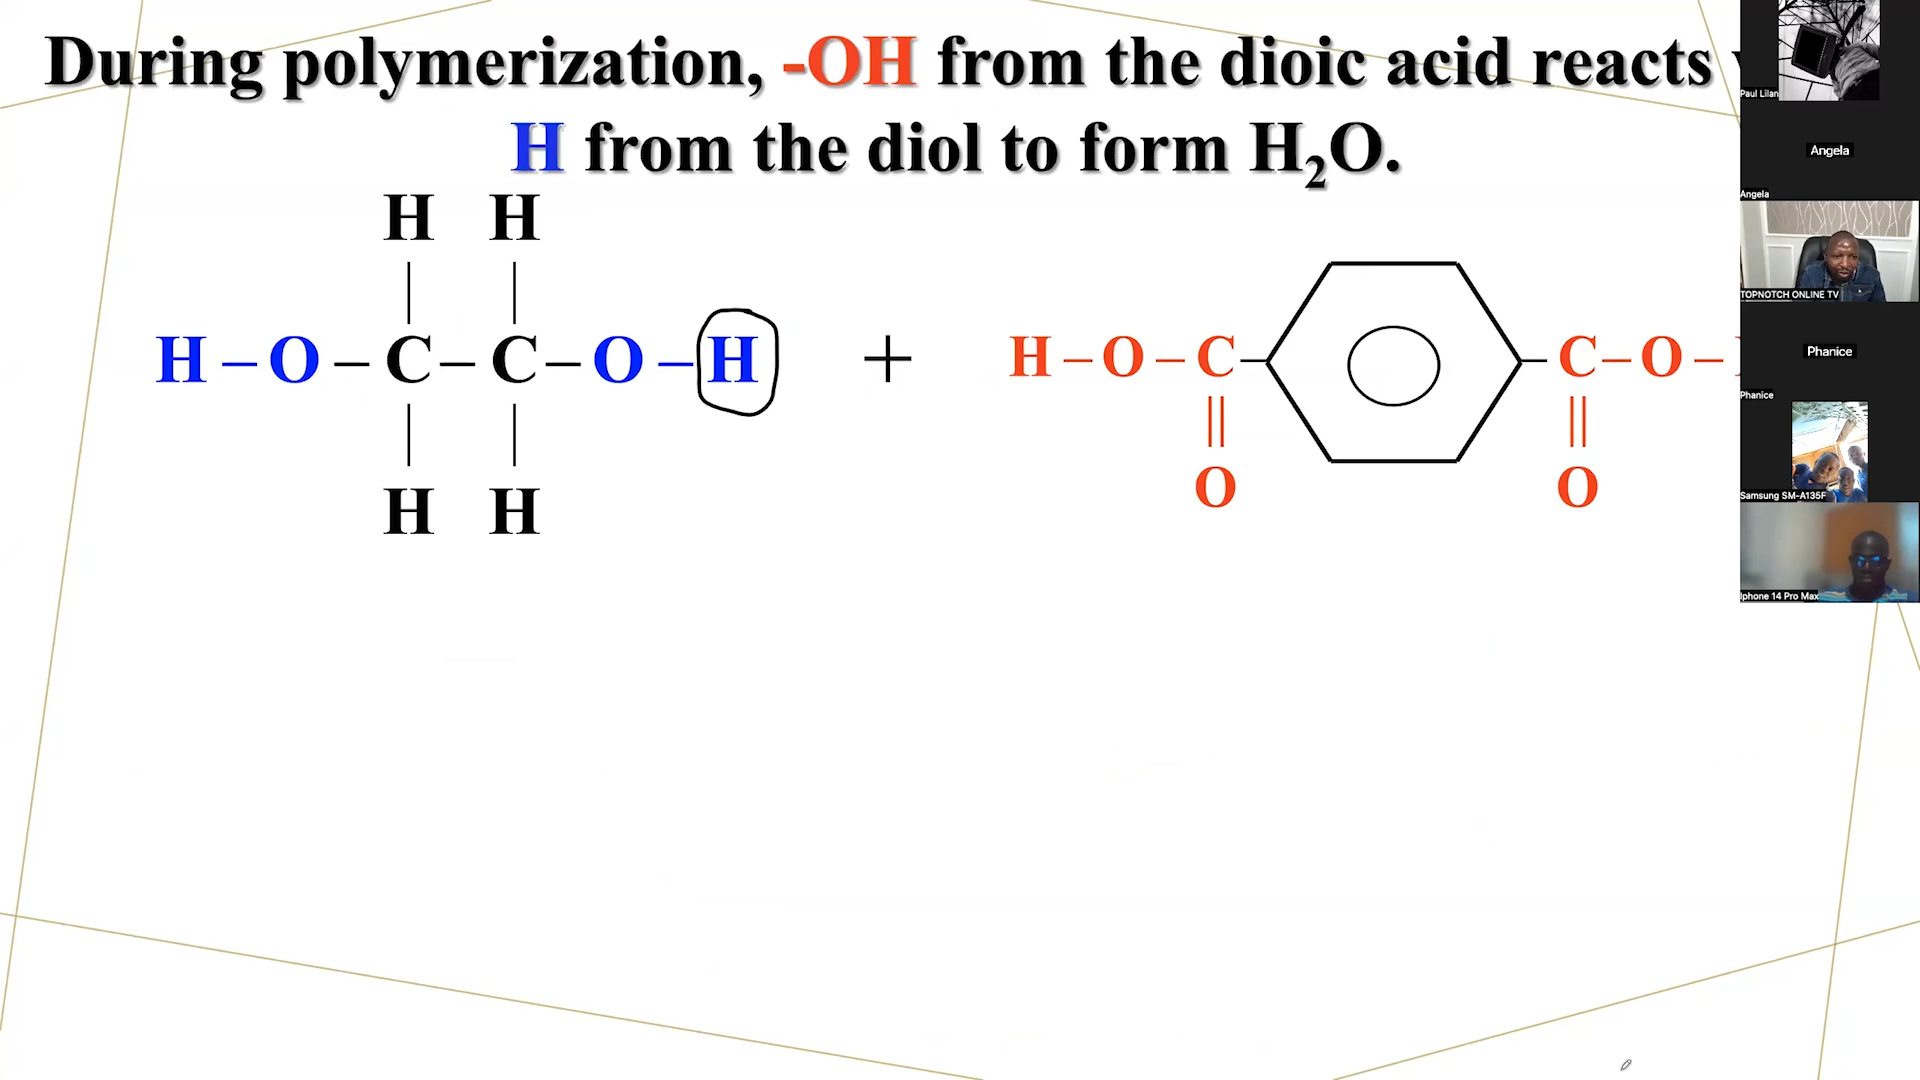 During polymerization, -OH from the dioic acid reacts
H from the diol to form H₂O.
H H
H – O – C – C – O – H + H – O – C – – C – O –
O O
H H
Paul Lilan
Angela
Angela
TOPNOTCH ONLINE TV
Phanice
Phanice
Samsung SM-A135F
Iphone 14 Pro Max